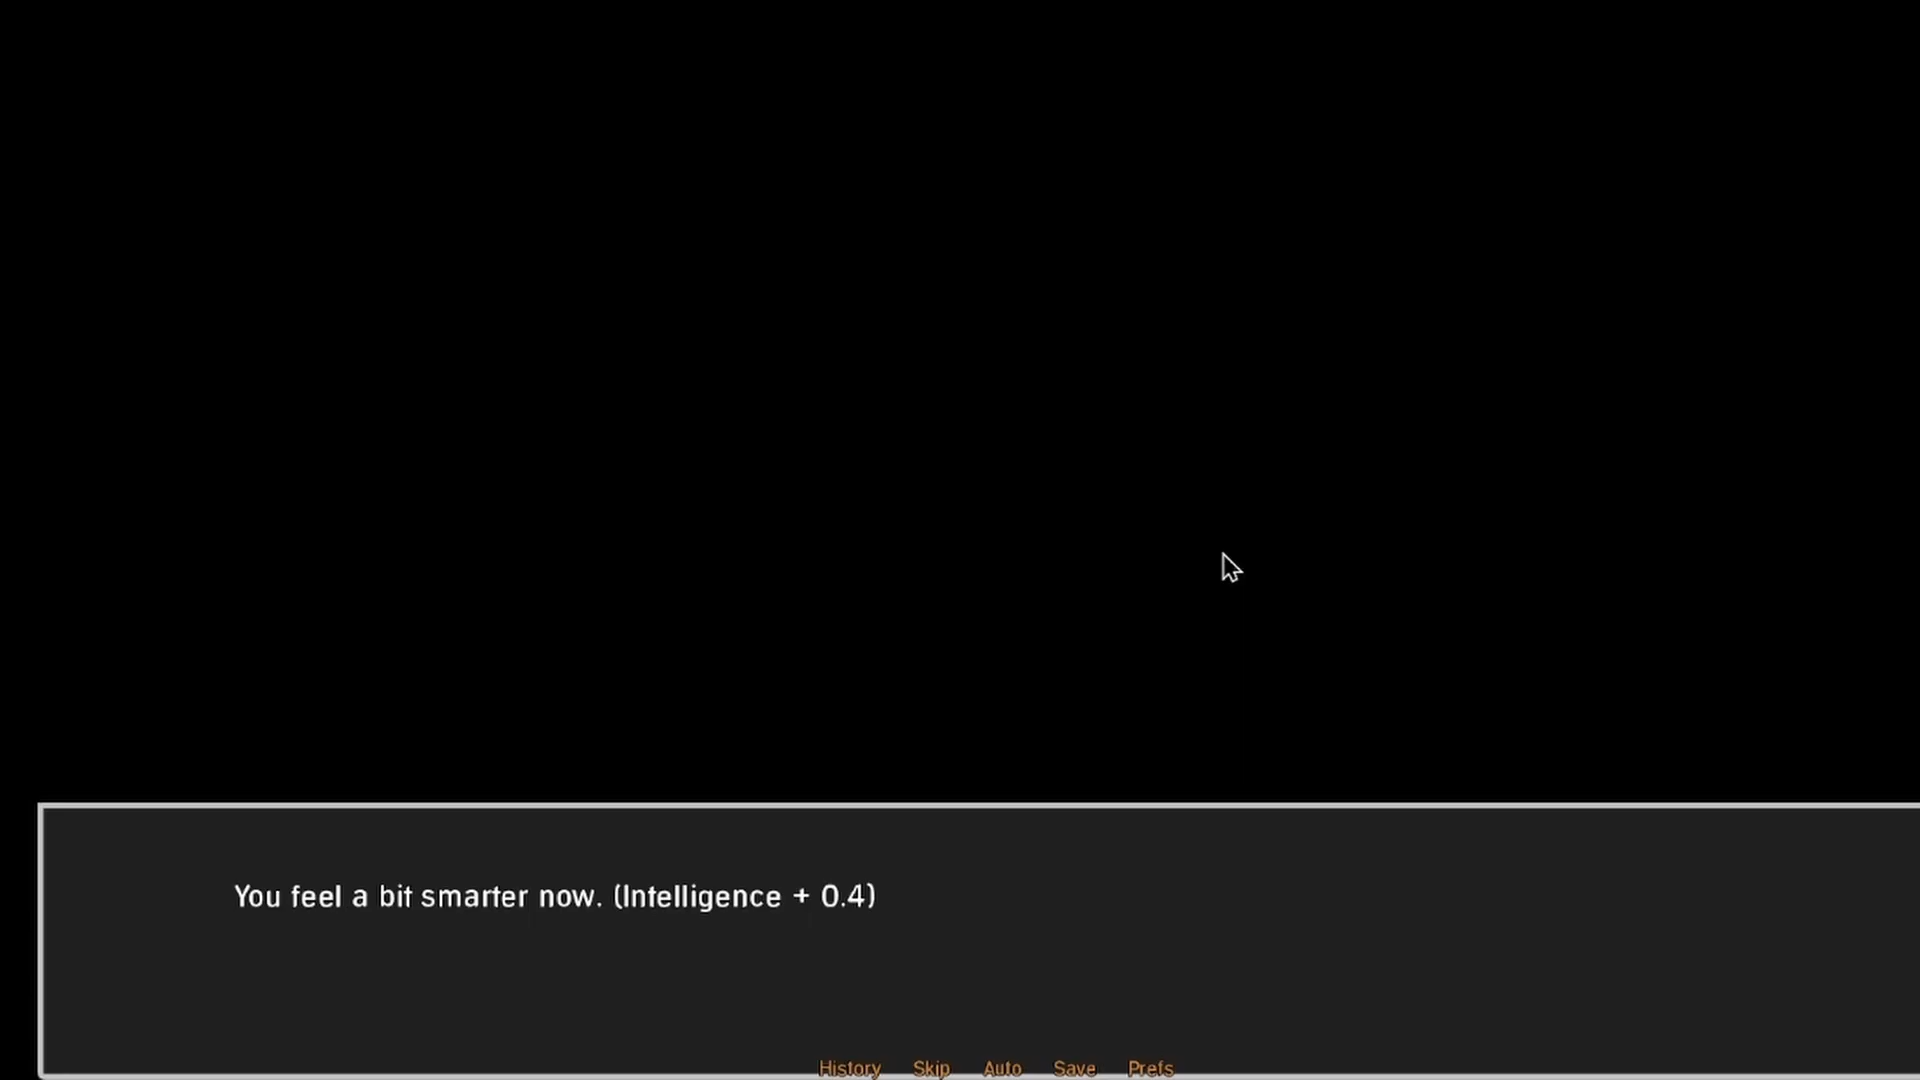 You feel a bit smarter now. (Intelligence + 0.4)
History Skip Auto Save Prefs